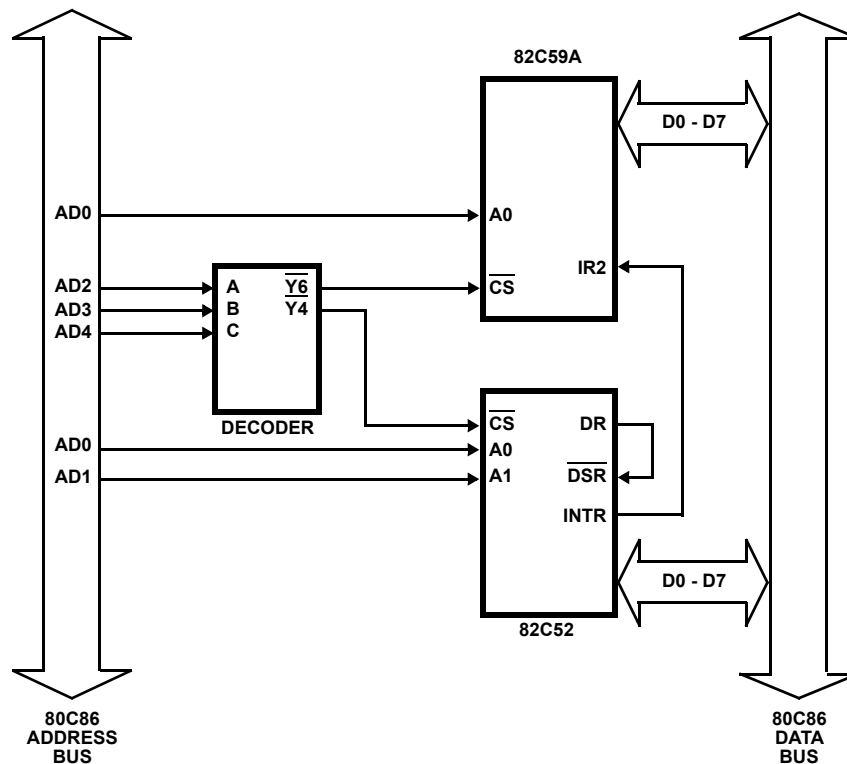 82C59A
D0 - D7
AD0
A0
IR2
AD2
A
Y6
CS
AD3
B
Y4
AD4
C
DECODER
CS
DR
AD0
A0
AD1
A1
DSR
INTR
D0 - D7
82C52
80C86
ADDRESS
BUS
80C86
DATA
BUS